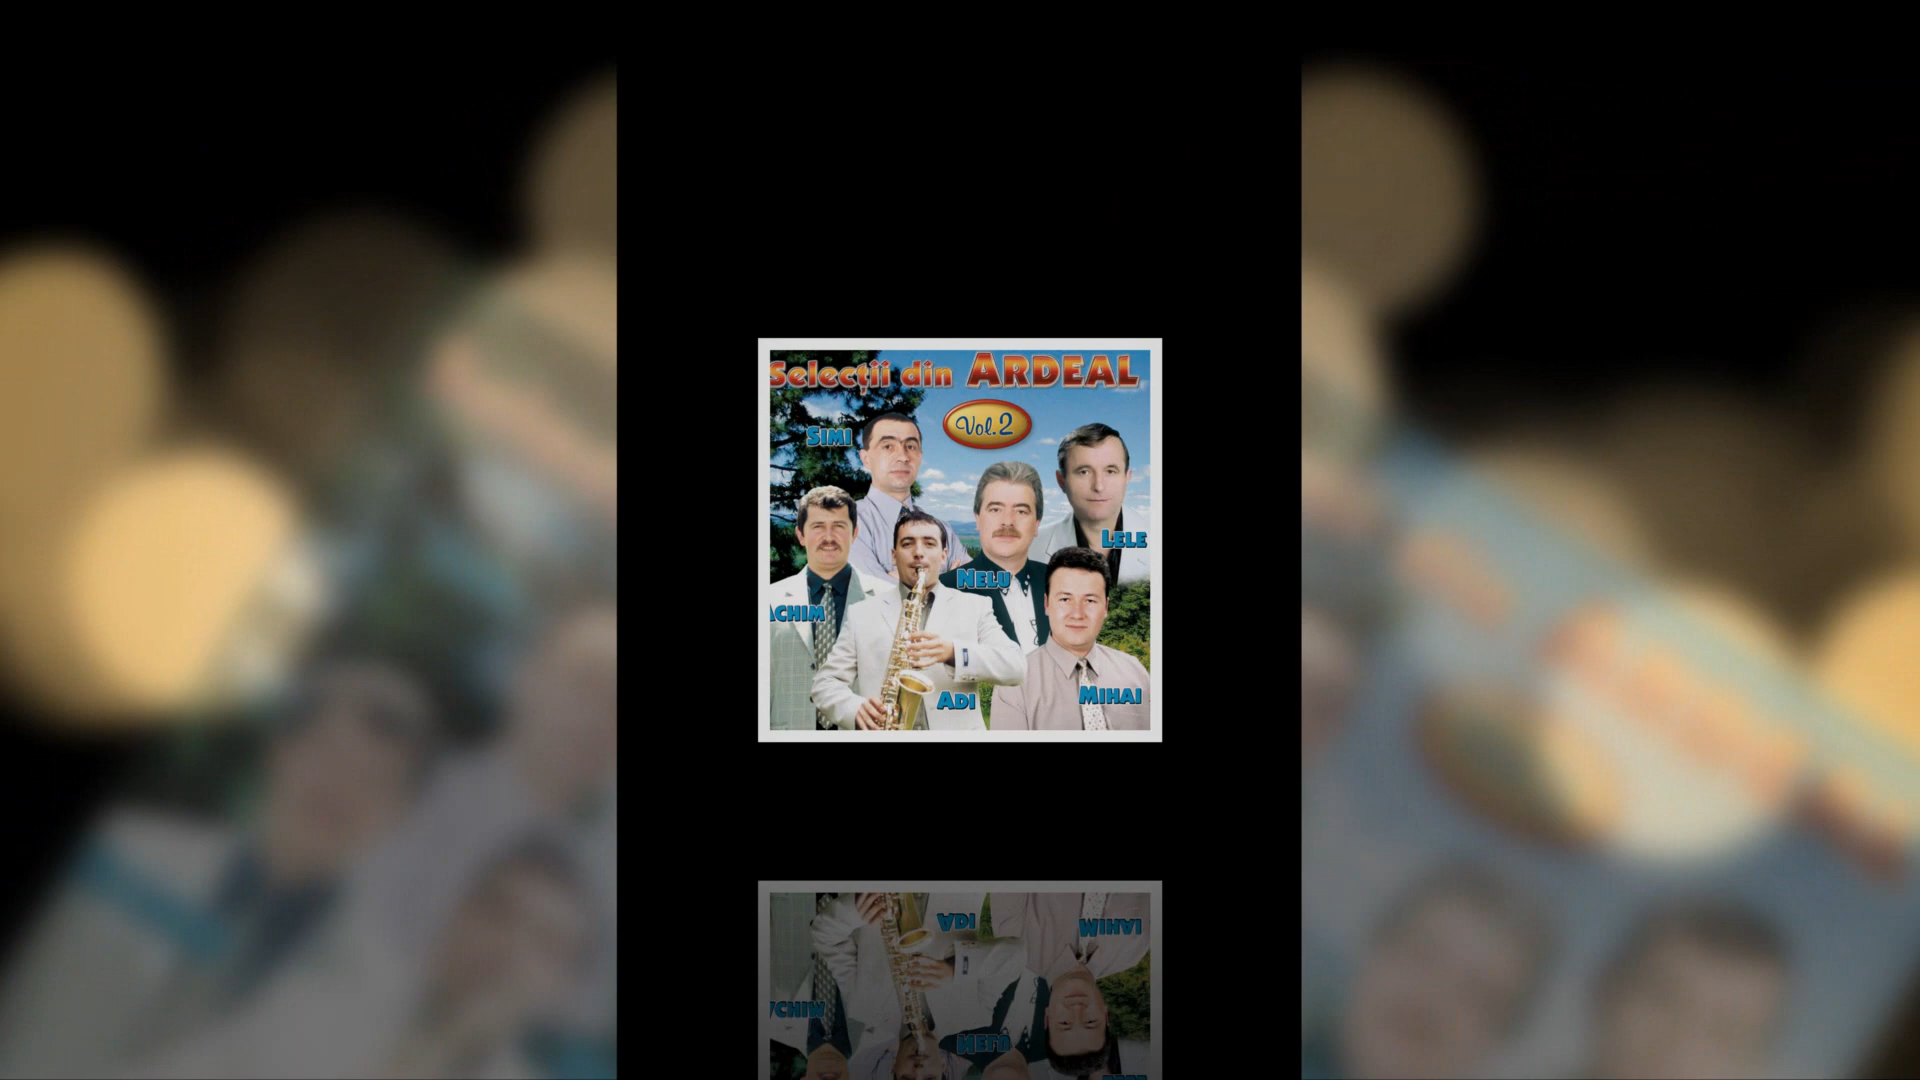 Selecții din ARDEAL
Vol. 2
SIMI
LELE
NELU
ACHIM
ADI
MIHAI